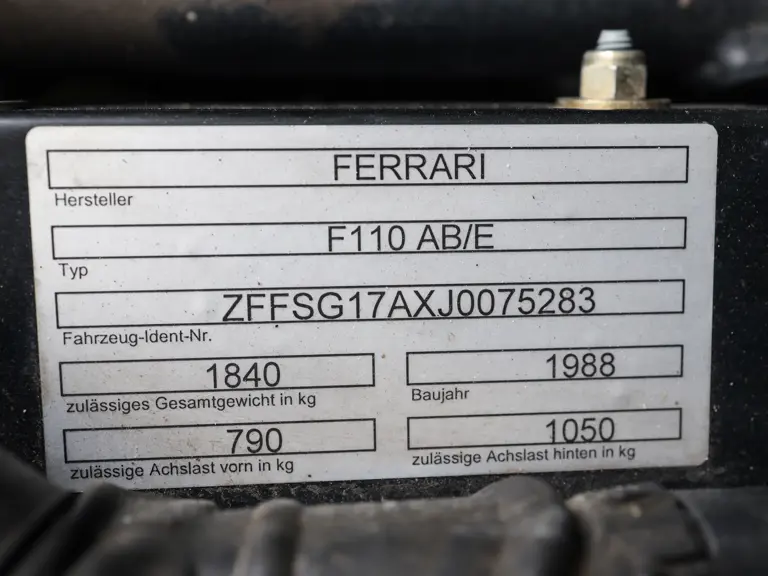 FERRARI
Hersteller
F110 AB/E
Typ
ZFFSG17AXJ0075283
Fahrzeug-Ident-Nr.
1840 1988
zulässiges Gesamtgewicht in kg Baujahr
790 1050
zulässige Achslast vorn in kg zulässige Achslast hinten in kg